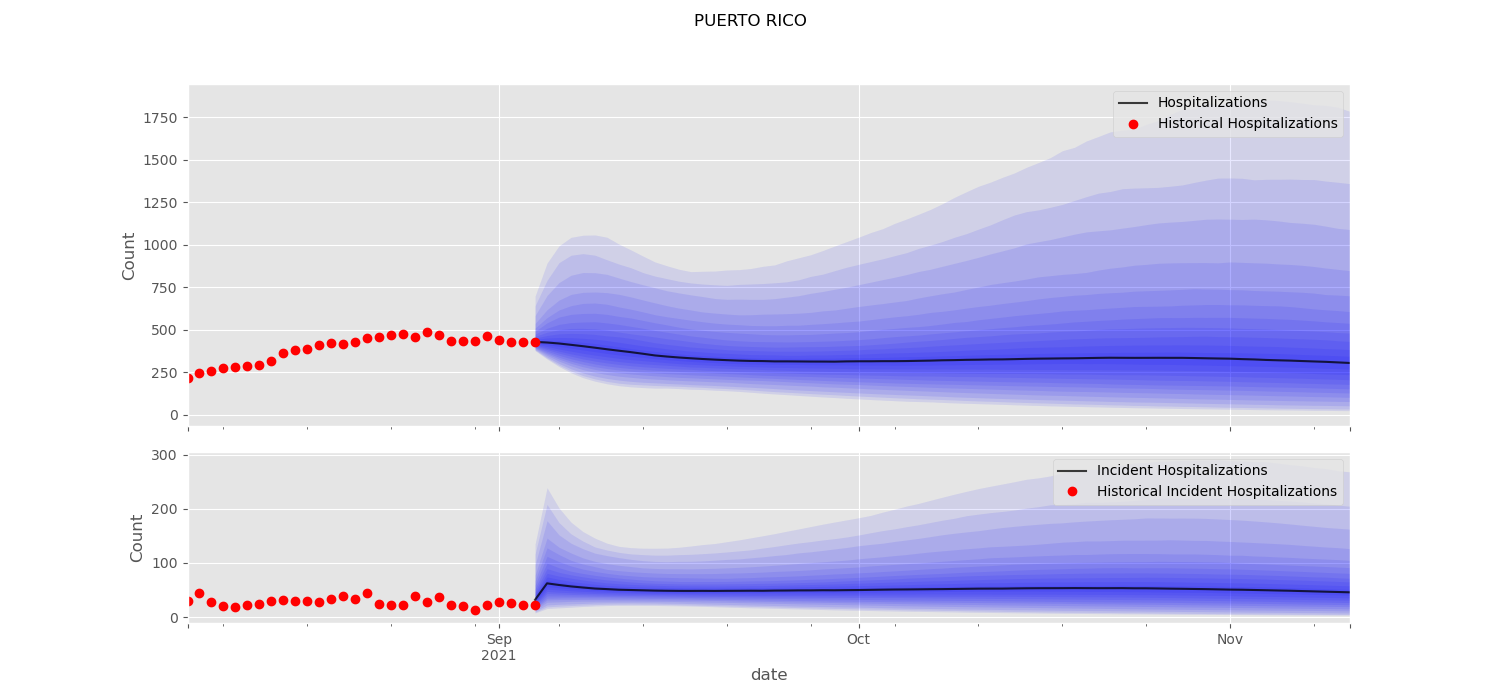 PUERTO RICO
Hospitalizations
Historical Hospitalizations
1750
1500
1250
1000
750
500
250
0
Count
Incident Hospitalizations
Historical Incident Hospitalizations
300
200
100
0
Count
Sep
2021
Oct
Nov
date